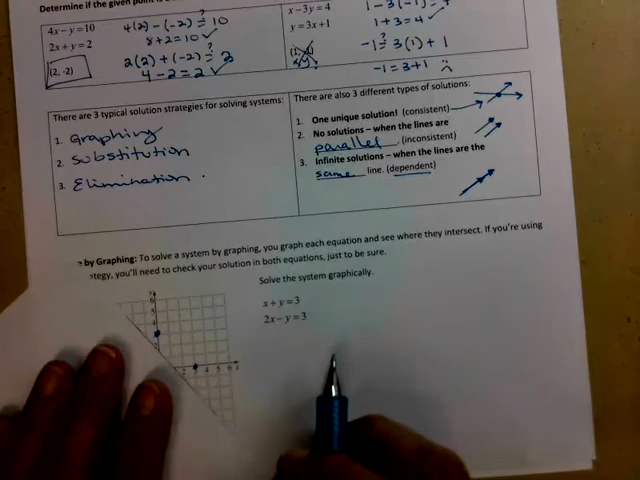 Determine if the given point is
4x − y = 10
4(2) − (−2) ≟ 10
8 + 2 = 10 ✓
2x + y = 2
2(2) + (−2) ≟ 2
4 − 2 = 2 ✓
(2, -2)
x − 3y = 4
1 + 3 = 4 ✓
y = 3x + 1
−1 ≟ 3(1) + 1
−1 = 3 + 1
There are 3 typical solution strategies for solving systems:
1. Graphing
2. Substitution
3. Elimination
There are also 3 different types of solutions:
1. One unique solution! (consistent)
2. No solutions – when the lines are
parallel. (inconsistent)
3. Infinite solutions – when the lines are the
same line. (dependent)
by Graphing: To solve a system by graphing, you graph each equation and see where they intersect. If you're using
you'll need to check your solution in both equations, just to be sure.
Solve the system graphically.
x + y = 3
2x − y = 3